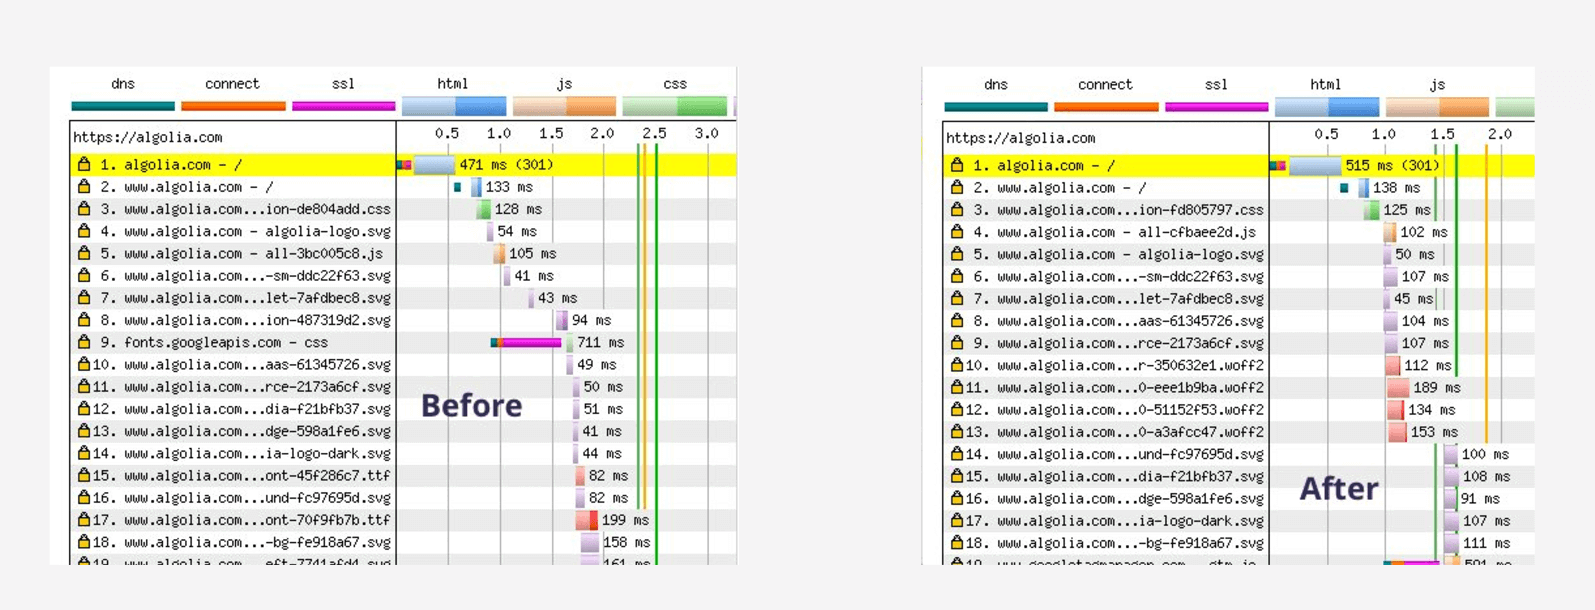 dns connect ssl html js css
https://algolia.com 0.5 1.0 1.5 2.0 2.5 3.0
1. algolia.com - / 471 ms (301)
2. www.algolia.com - / 133 ms
3. www.algolia.com...ion-de804add.css 128 ms
4. www.algolia.com - algolia-logo.svg 54 ms
5. www.algolia.com - all-3bc005c8.js 105 ms
6. www.algolia.com...-sm-ddc22f63.svg 41 ms
7. www.algolia.com...let-7afdbec8.svg 43 ms
8. www.algolia.com...ion-487319d2.svg 94 ms
9. fonts.googleapis.com - css 711 ms
10. www.algolia.com...aas-61345726.svg 49 ms
11. www.algolia.com...rce-2173a6cf.svg 50 ms
12. www.algolia.com...dia-f21bfb37.svg 51 ms
13. www.algolia.com...dge-598a1fe6.svg 41 ms
14. www.algolia.com...ia-logo-dark.svg 44 ms
15. www.algolia.com...ont-45f286c7.ttf 82 ms
16. www.algolia.com...und-fc97695d.svg 82 ms
17. www.algolia.com...ont-70f9fb7b.ttf 199 ms
18. www.algolia.com...-bg-fe918a67.svg 158 ms
19. www.algolia.com...eft-7741afd4.svg 161 ms
Before
dns connect ssl html js
https://algolia.com 0.5 1.0 1.5 2.0
1. algolia.com - / 515 ms (301)
2. www.algolia.com - / 138 ms
3. www.algolia.com...ion-fd805797.css 125 ms
4. www.algolia.com - all-cfbaee2d.js 102 ms
5. www.algolia.com - algolia-logo.svg 50 ms
6. www.algolia.com...-sm-ddc22f63.svg 107 ms
7. www.algolia.com...let-7afdbec8.svg 45 ms
8. www.algolia.com...aas-61345726.svg 104 ms
9. www.algolia.com...rce-2173a6cf.svg 107 ms
10. www.algolia.com...r-350632e1.woff2 112 ms
11. www.algolia.com...0-eee1b9ba.woff2 189 ms
12. www.algolia.com...0-51152f53.woff2 134 ms
13. www.algolia.com...0-a3afcc47.woff2 153 ms
14. www.algolia.com...und-fc97695d.svg 100 ms
15. www.algolia.com...dia-f21bfb37.svg 108 ms
16. www.algolia.com...dge-598a1fe6.svg 91 ms
17. www.algolia.com...ia-logo-dark.svg 107 ms
18. www.algolia.com...-bg-fe918a67.svg 111 ms
19. www.googletagmanager.com - gtm.js 591 ms
After